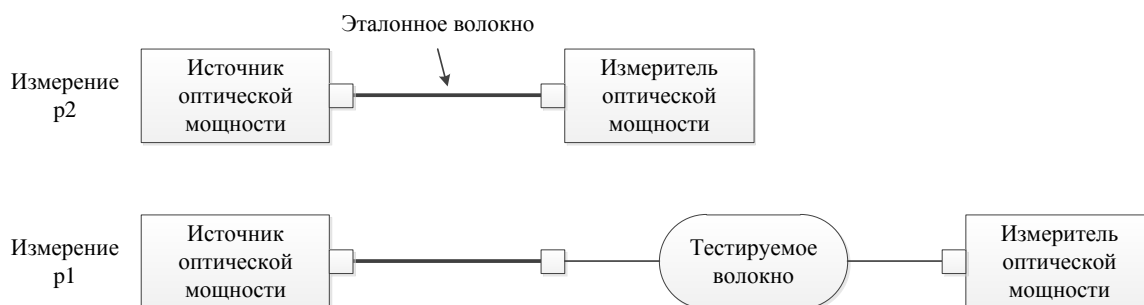 Эталонное волокно
Измерение
p2
Источник
оптической
мощности
Измеритель
оптической
мощности
Измерение
p1
Источник
оптической
мощности
Тестируемое
волокно
Измеритель
оптической
мощности